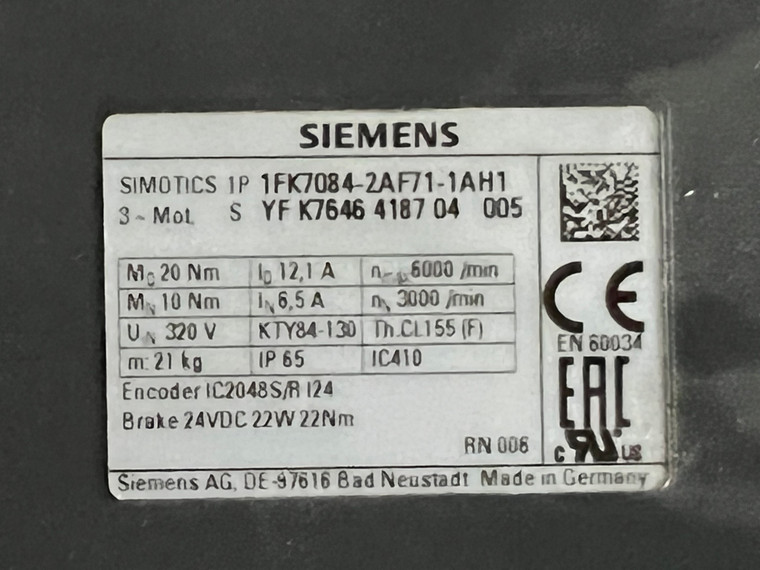 SIEMENS
SIMOTICS 1P 1FK7084-2AF71-1AH1
3~Mot. S YF K7646 4187 04 005
M0 20 Nm I0 12,1 A 6000 /min
MN 10 Nm IN 6,5 A nN 3000 /min
UN 320 V KTY84-130 Th.CL155 (F)
m: 21 kg IP 65 IC410
Encoder IC2048S/R I24
Brake 24VDC 22W 22Nm
RN 006
CE
EN 60034
EAC
c RU US
Siemens AG, DE-97616 Bad Neustadt Made in Germany